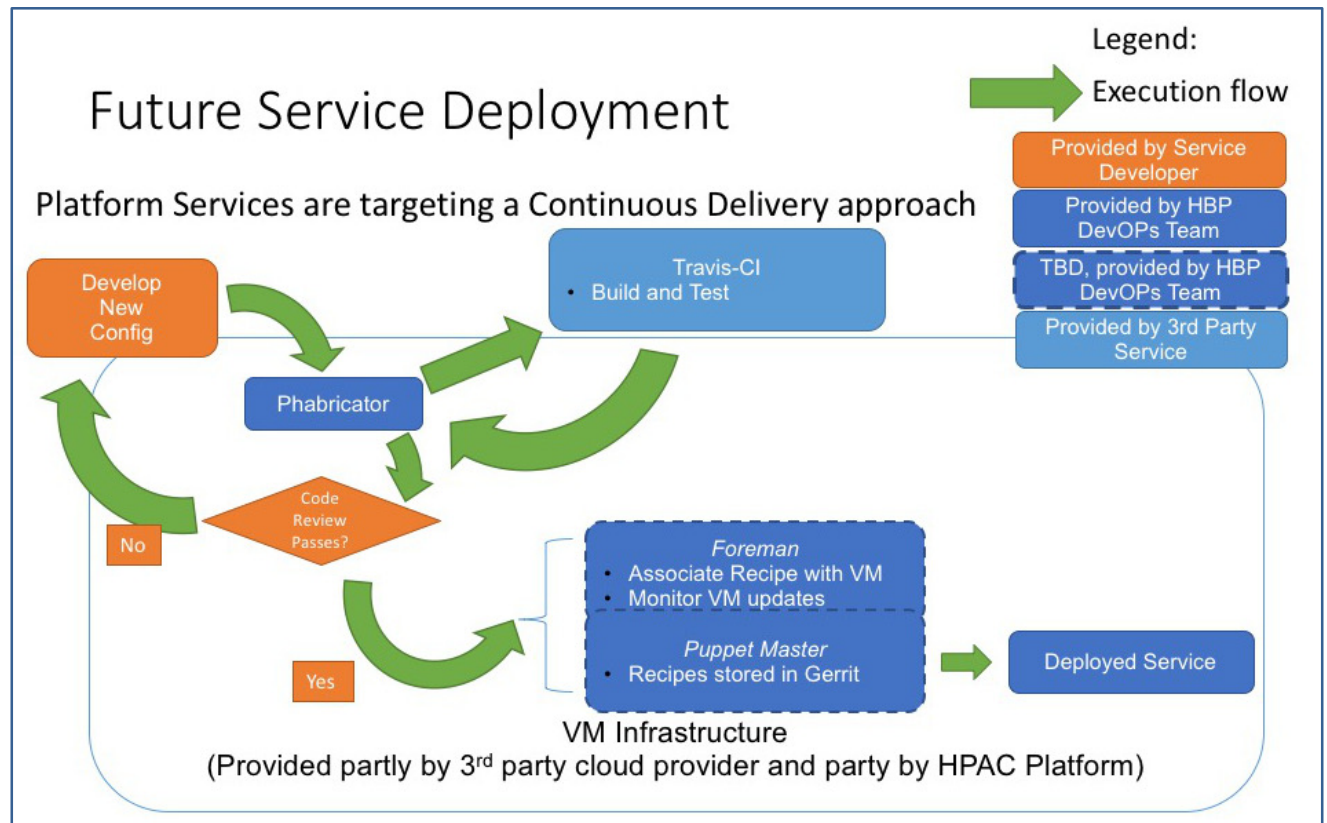 Legend:
Execution flow
Future Service Deployment
Provided by Service
Developer
Provided by HBP
DevOPs Team
TBD, provided by HBP
DevOPs Team
Provided by 3rd Party
Service
Platform Services are targeting a Continuous Delivery approach
Develop
New
Config
Travis-CI
• Build and Test
Phabricator
Code
Review
Passes?
No
Yes
Foreman
• Associate Recipe with VM
• Monitor VM updates
Puppet Master
• Recipes stored in Gerrit
Deployed Service
VM Infrastructure
(Provided partly by 3rd party cloud provider and party by HPAC Platform)